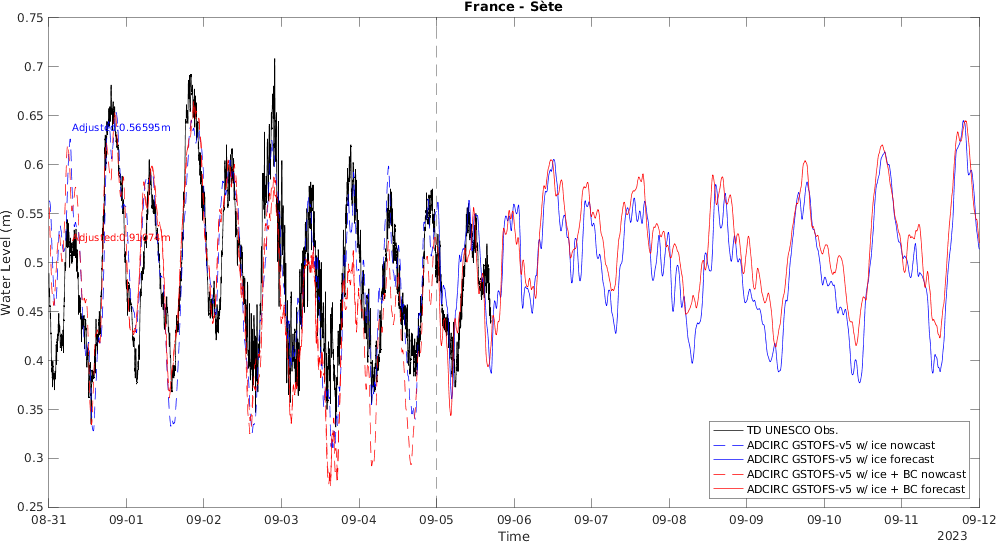 France - Sète
0.75
0.7
0.65
0.6
0.55
0.5
0.45
0.4
0.35
0.3
0.25
Water Level (m)
Adjusted:0.56595m
TD UNESCO Obs.
ADCIRC GSTOFS-v5 w/ ice nowcast
ADCIRC GSTOFS-v5 w/ ice forecast
ADCIRC GSTOFS-v5 w/ ice + BC nowcast
ADCIRC GSTOFS-v5 w/ ice + BC forecast
08-31 09-01 09-02 09-03 09-04 09-05 09-06 09-07 09-08 09-09 09-10 09-11 09-12
Time
2023